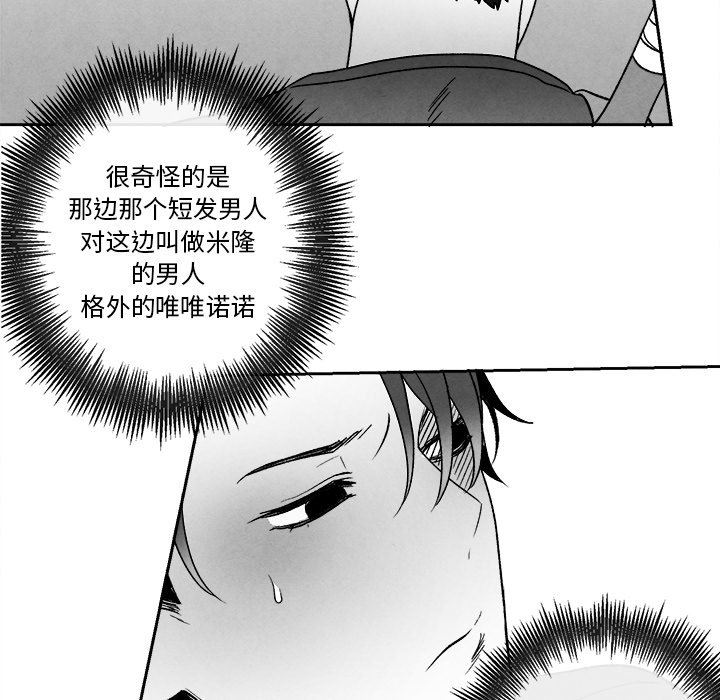 很奇怪的是
那边那个短发男人
对这边叫做米隆
的男人
格外的唯唯诺诺